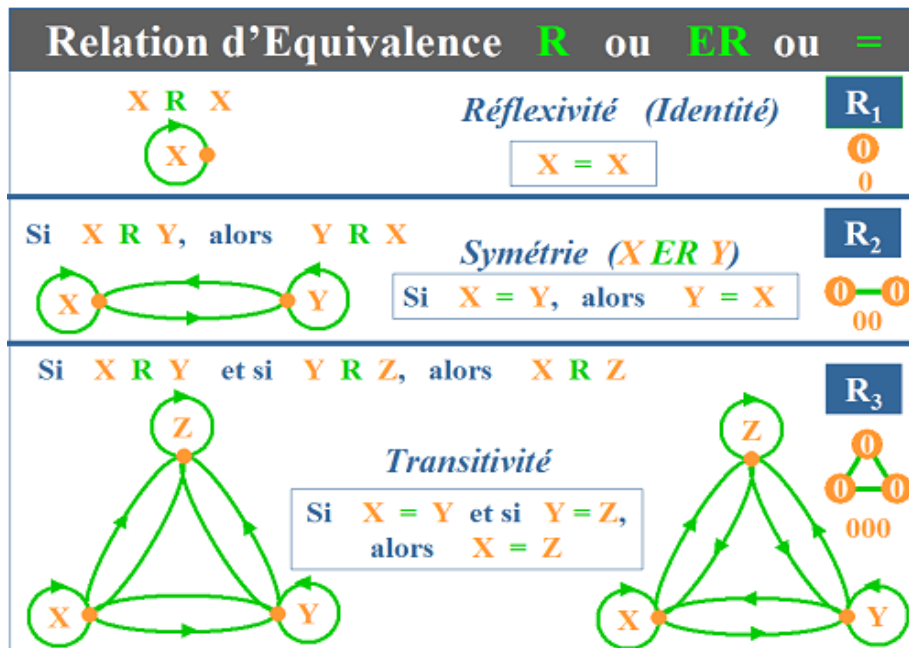 Relation d’Equivalence R ou ER ou =
X R X
X
Réflexivité (Identité)
X = X
R1
0
0
Si X R Y, alors Y R X
X
Y
Symétrie (X ER Y)
Si X = Y, alors Y = X
R2
0 0
00
Si X R Y et si Y R Z, alors X R Z
Z
X
Y
Transitivité
Si X = Y et si Y = Z,
alors X = Z
Z
X
Y
R3
0
0 0
000